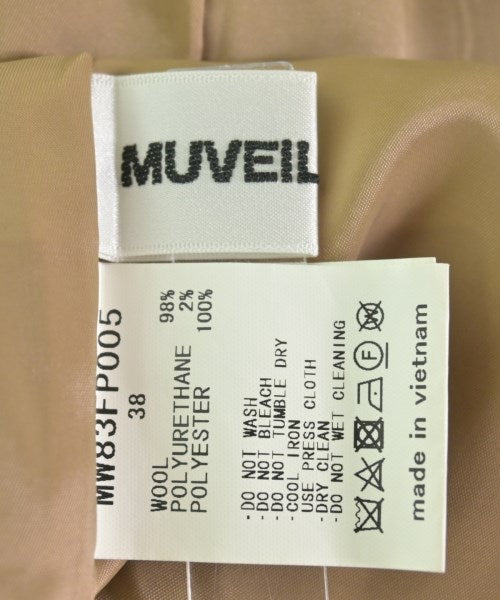 MUVEIL
MW83FP005
38
WOOL 98%
POLYURETHANE 2%
POLYESTER 100%
·DO NOT WASH
·DO NOT BLEACH
·DO NOT TUMBLE DRY
·COOL IRON
USE PRESS CLOTH
·DRY CLEAN
·DO NOT WET CLEANING
F
W
made in vietnam